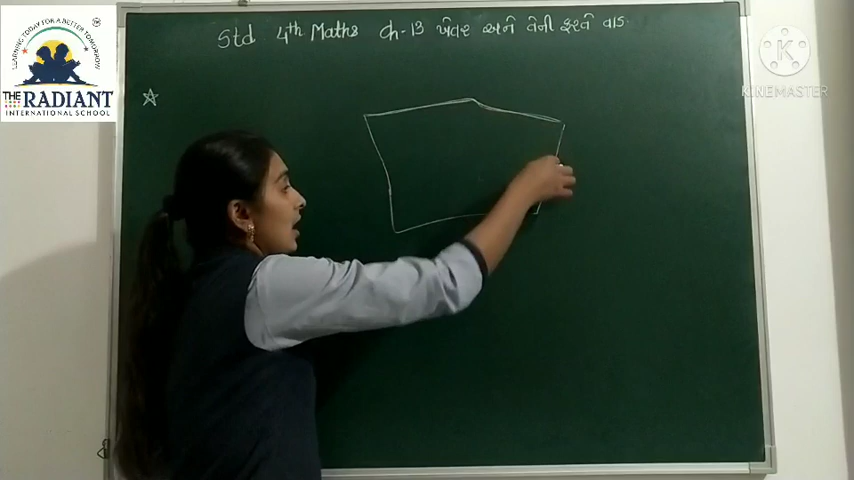 LEARNING TODAY FOR A BETTER TOMORROW
THE RADIANT
INTERNATIONAL SCHOOL
Std 4th Maths Ch-13 ખેતર અને તેની ફરતે વાડ
K
KINEMASTER